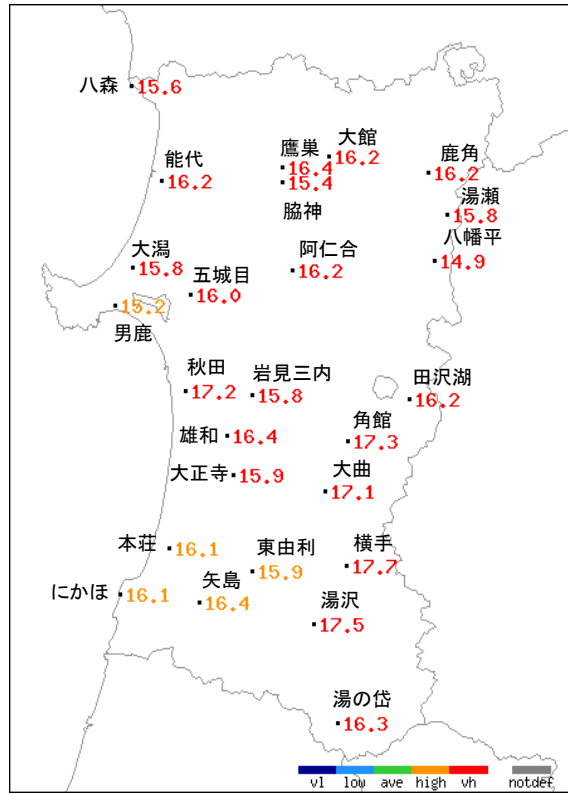 八森
15.6
能代
16.2
鷹巣
16.4
15.4
脇神
大館
16.2
鹿角
16.2
湯瀬
15.8
八幡平
14.9
大潟
15.8
五城目
16.0
阿仁合
16.2
15.2
男鹿
秋田
17.2
岩見三内
15.8
田沢湖
16.2
雄和
16.4
角館
17.3
大正寺
15.9
大曲
17.1
本荘
16.1
東由利
15.9
横手
17.7
にかほ
16.1
矢島
16.4
湯沢
17.5
湯の岱
16.3
vl low ave high vh notdef